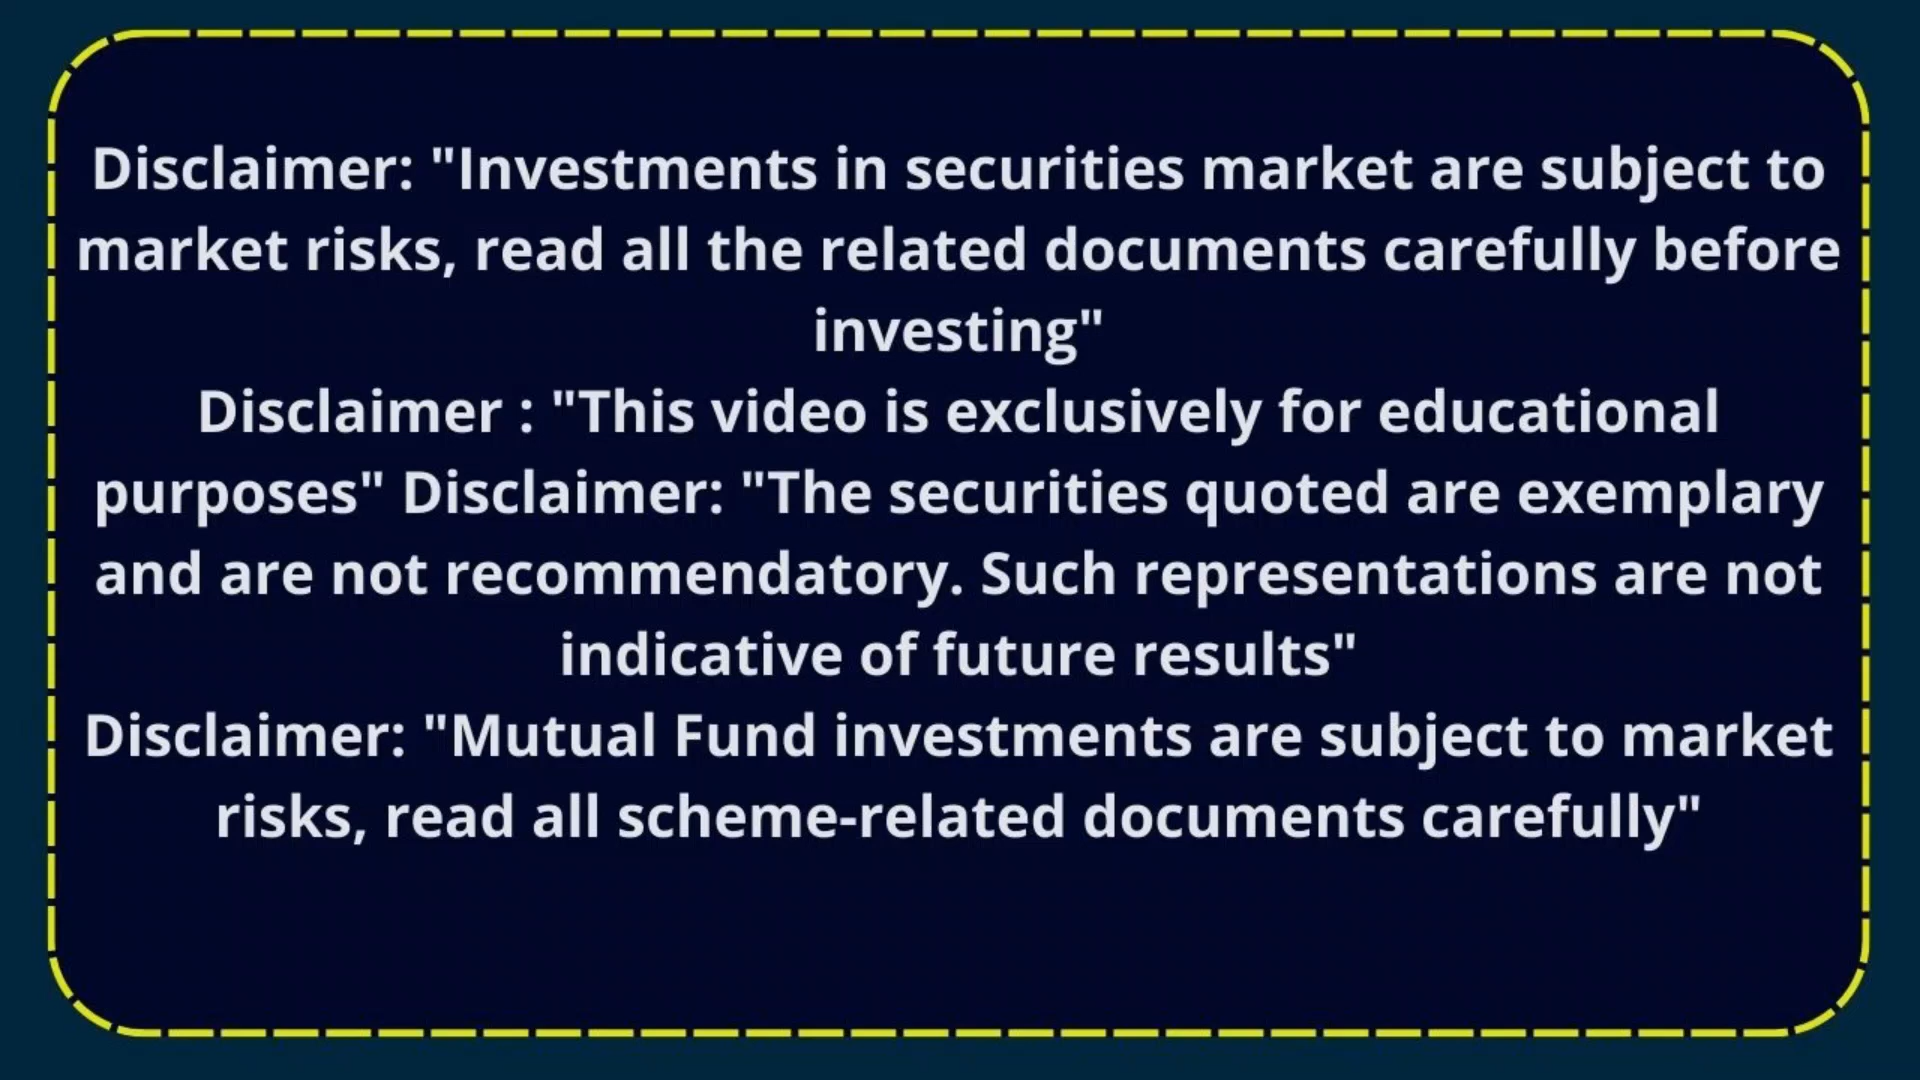 Disclaimer: "Investments in securities market are subject to
market risks, read all the related documents carefully before
investing"
Disclaimer : "This video is exclusively for educational
purposes" Disclaimer: "The securities quoted are exemplary
and are not recommendatory. Such representations are not
indicative of future results"
Disclaimer: "Mutual Fund investments are subject to market
risks, read all scheme-related documents carefully"